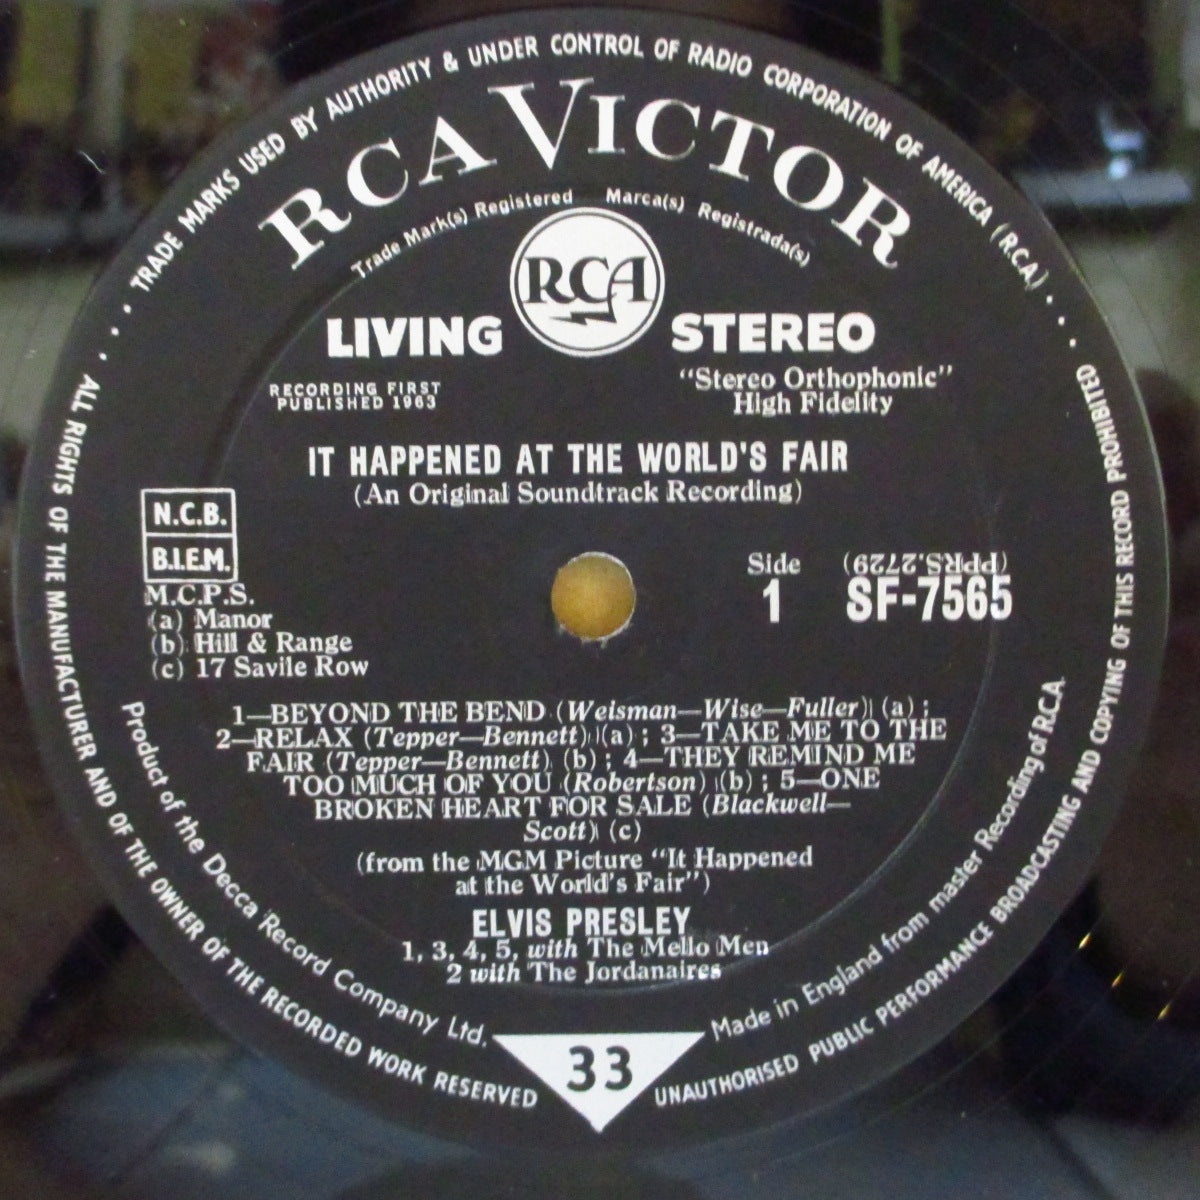 TRADE MARKS USED BY AUTHORITY & UNDER CONTROL OF RADIO CORPORATION OF AMERICA (RCA)...
RCA VICTOR
Trade Mark(s) Registered Marca(s) Registrada(s)
RCA
LIVING STEREO
RECORDING FIRST
PUBLISHED 1963
"Stereo Orthophonic"
High Fidelity
IT HAPPENED AT THE WORLD'S FAIR
(An Original Soundtrack Recording)
N.C.B.
B.I.E.M.
M.C.P.S.
(a) Manor
(b) Hill & Range
(c) 17 Savile Row
Side
1
(PPRS.2729)
SF-7565
1—BEYOND THE BEND (Weisman—Wise—Fuller) (a) ;
2—RELAX (Tepper—Bennett) (a) ; 3—TAKE ME TO THE
FAIR (Tepper—Bennett) (b) ; 4—THEY REMIND ME
TOO MUCH OF YOU (Robertson) (b) ; 5—ONE
BROKEN HEART FOR SALE (Blackwell—
Scott) (c)
(from the MGM Picture "It Happened
at the World's Fair")
ELVIS PRESLEY
1, 3, 4, 5, with The Mello Men
2 with The Jordanaires
Product of the Decca Record Company Ltd.
33
Made in England from master Recording of R.C.A.
...ALL RIGHTS OF THE MANUFACTURER AND OF THE OWNER OF THE RECORDED WORK RESERVED
UNAUTHORISED PUBLIC PERFORMANCE BROADCASTING AND COPYING OF THIS RECORD PROHIBITED